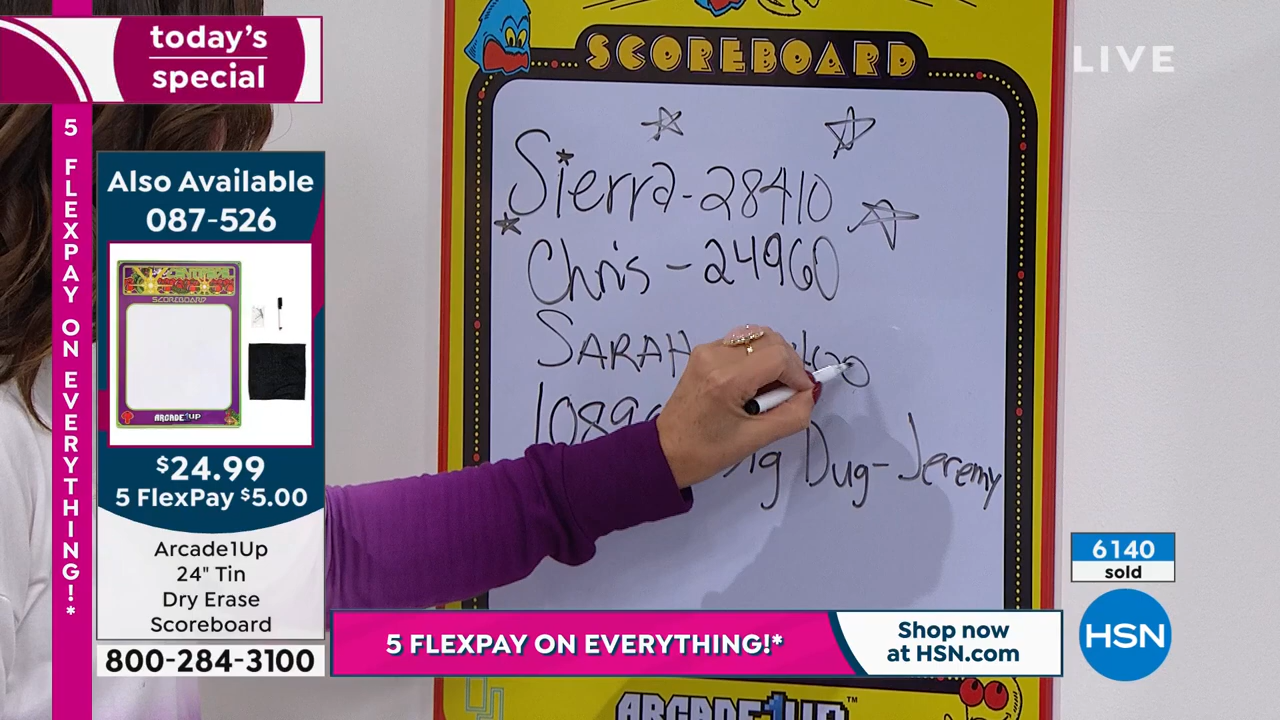 today's
special
5 FLEXPAY ON EVERYTHING!*
Also Available
087-526
SCOREBOARD
ARCADE1UP
$24.99
5 FlexPay $5.00
Arcade1Up
24" Tin
Dry Erase
Scoreboard
800-284-3100
SCOREBOARD
LIVE
Sierra-28410
Chris-24960
SARAH
Dug-Jeremy
6140
sold
5 FLEXPAY ON EVERYTHING!*
Shop now
at HSN.com
HSN
ARCADE1UP™